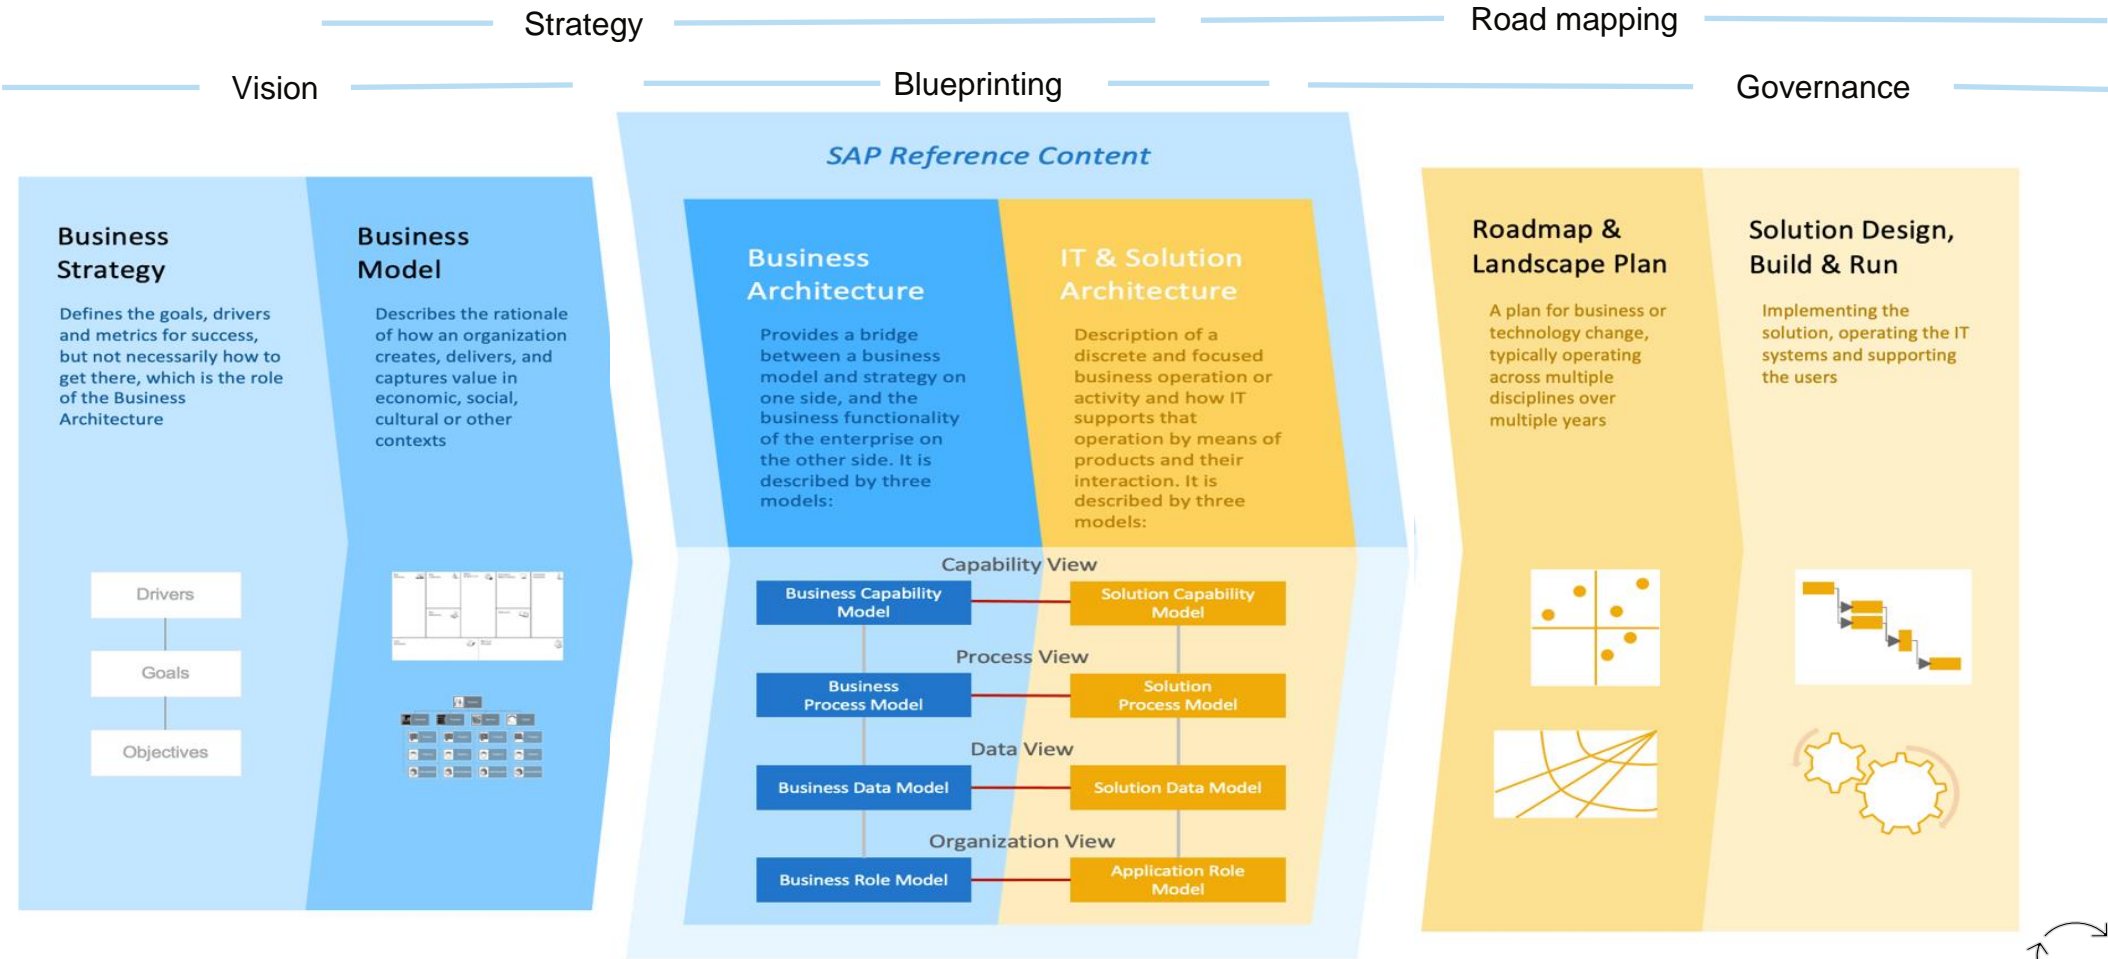 Strategy
Road mapping
Vision
Blueprinting
Governance
SAP Reference Content
Business
Strategy
Defines the goals, drivers
and metrics for success,
but not necessarily how to
get there, which is the role
of the Business
Architecture
Drivers
Goals
Objectives
Business
Model
Describes the rationale
of how an organization
creates, delivers, and
captures value in
economic, social,
cultural or other
contexts
Business
Architecture
Provides a bridge
between a business
model and strategy on
one side, and the
business functionality
of the enterprise on
the other side. It is
described by three
models:
IT & Solution
Architecture
Description of a
discrete and focused
business operation or
activity and how IT
supports that
operation by means of
products and their
interaction. It is
described by three
models:
Capability View
Business Capability
Model
Solution Capability
Model
Process View
Business
Process Model
Solution
Process Model
Data View
Business Data Model
Solution Data Model
Organization View
Business Role Model
Application Role
Model
Roadmap &
Landscape Plan
A plan for business or
technology change,
typically operating
across multiple
disciplines over
multiple years
Solution Design,
Build & Run
Implementing the
solution, operating the IT
systems and supporting
the users